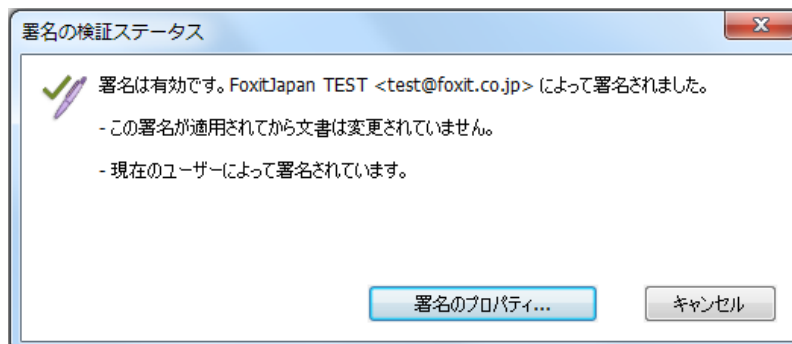 署名の検証ステータス
署名は有効です。FoxitJapan TEST <test@foxit.co.jp> によって署名されました。
- この署名が適用されてから文書は変更されていません。
- 現在のユーザーによって署名されています。
署名のプロパティ...
キャンセル